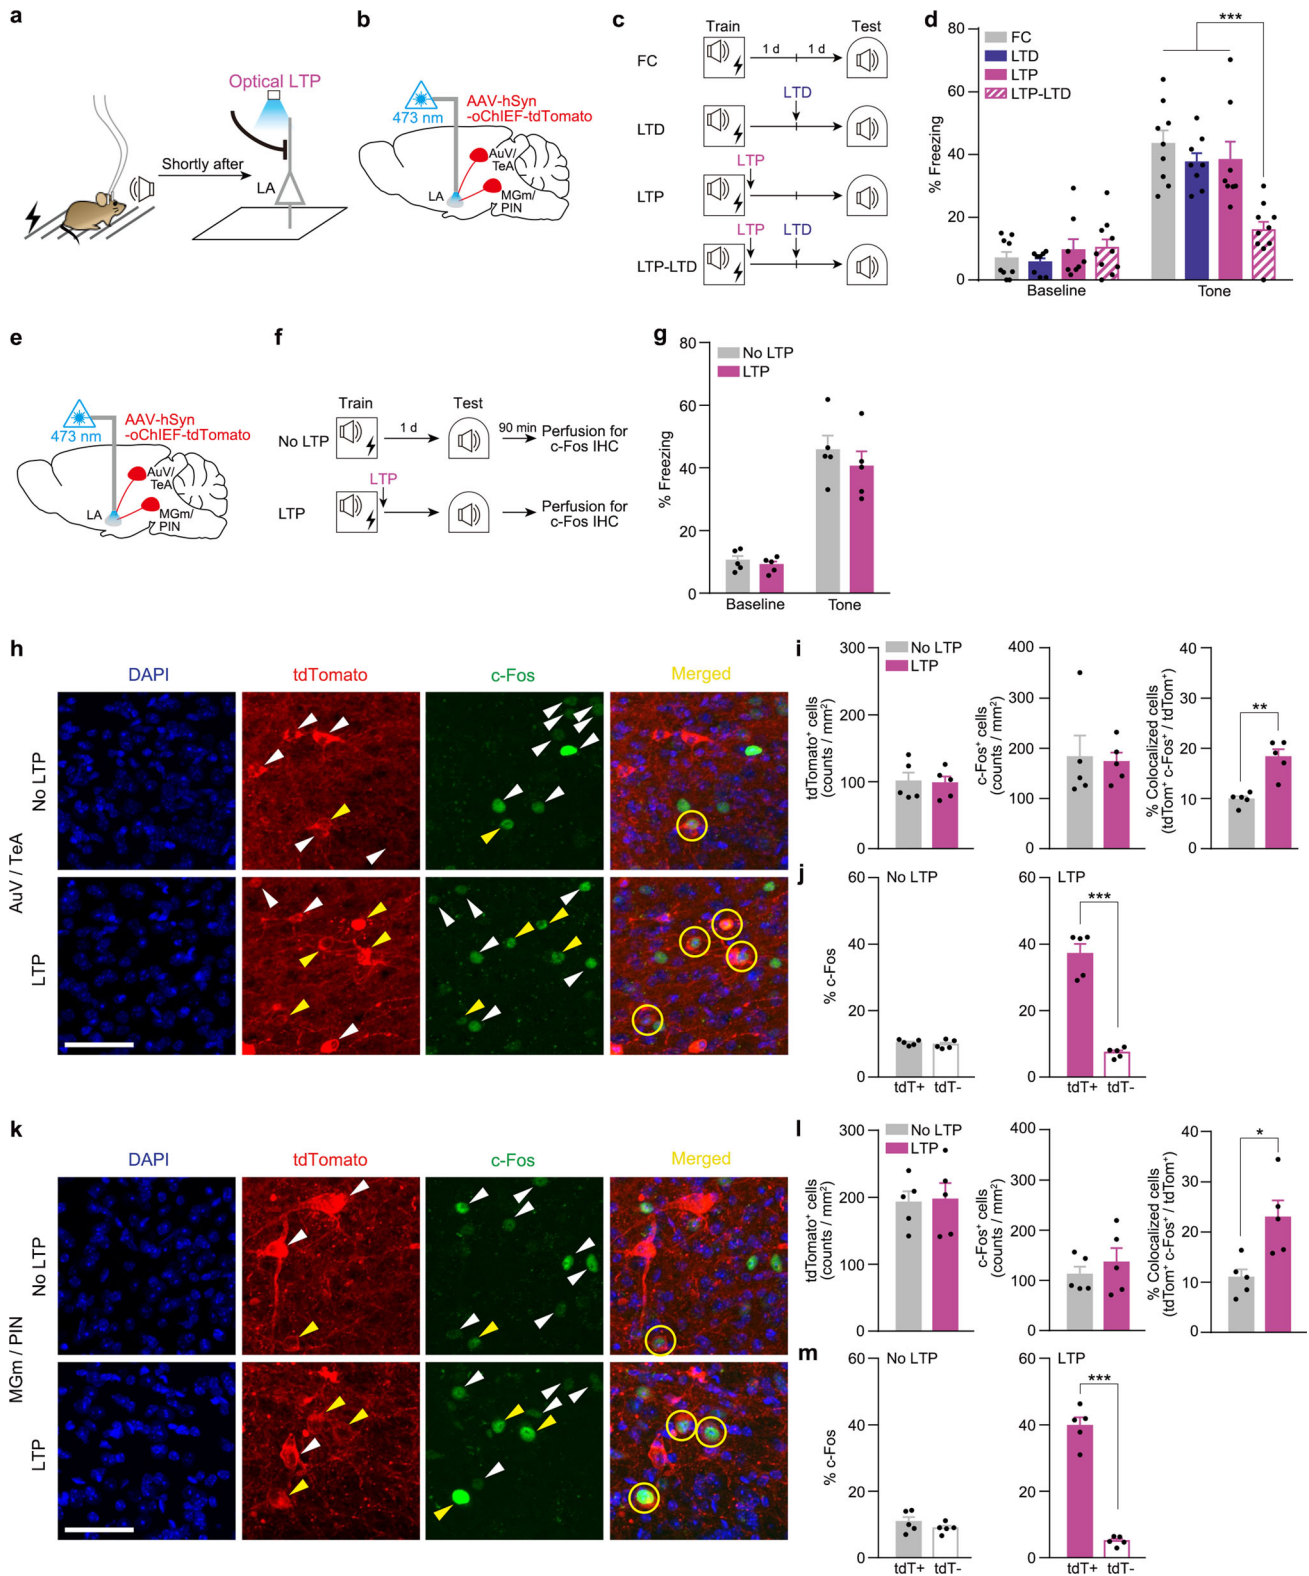 a
Optical LTP
Shortly after
LA
b
473 nm
AAV-hSyn
-oChIEF-tdTomato
AuV/
TeA
LA
MGm/
PIN
c
Train
Test
FC
1 d
1 d
LTD
LTD
LTP
LTP
LTP
LTD
LTP-LTD
d
FC
LTD
LTP
LTP-LTD
***
% Freezing
80
60
40
20
0
Baseline
Tone
e
473 nm
AAV-hSyn
-oChIEF-tdTomato
AuV/
TeA
LA
MGm/
PIN
f
Train
Test
No LTP
1 d
90 min
Perfusion for
c-Fos IHC
LTP
LTP
Perfusion for
c-Fos IHC
g
No LTP
LTP
% Freezing
80
60
40
20
0
Baseline
Tone
h
DAPI
tdTomato
c-Fos
Merged
No LTP
LTP
AuV / TeA
i
No LTP
LTP
tdTomato⁺ cells
(counts / mm²)
300
200
100
0
c-Fos⁺ cells
(counts / mm²)
400
300
200
100
0
% Colocalized cells
(tdTom⁺ c-Fos⁺ / tdTom⁺)
40
30
20
10
0
**
j
No LTP
% c-Fos
60
40
20
0
tdT+
tdT-
LTP
60
40
20
0
***
tdT+
tdT-
k
DAPI
tdTomato
c-Fos
Merged
No LTP
LTP
MGm / PIN
l
No LTP
LTP
tdTomato⁺ cells
(counts / mm²)
300
200
100
0
c-Fos⁺ cells
(counts / mm²)
400
300
200
100
0
% Colocalized cells
(tdTom⁺ c-Fos⁺ / tdTom⁺)
40
30
20
10
0
*
m
No LTP
% c-Fos
60
40
20
0
tdT+
tdT-
LTP
60
40
20
0
***
tdT+
tdT-